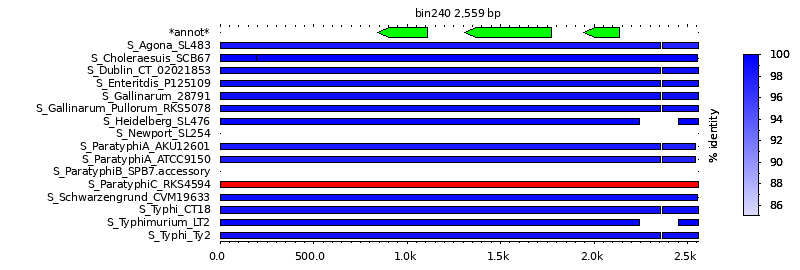 bin240 2,559 bp
*annot*
S_Agona_SL483
S_Choleraesuis_SCB67
S_Dublin_CT_02021853
S_Enteritdis_P125109
S_Gallinarum_28791
S_Gallinarum_Pullorum_RKS5078
S_Heidelberg_SL476
S_Newport_SL254
S_ParatyphiA_AKU12601
S_ParatyphiA_ATCC9150
S_ParatyphiB_SPB7.accessory
S_ParatyphiC_RKS4594
S_Schwarzengrund_CVM19633
S_Typhi_CT18
S_Typhimurium_LT2
S_Typhi_Ty2
0.0 500.0 1.0k 1.5k 2.0k 2.5k
% identity
100
98
96
94
92
90
88
86